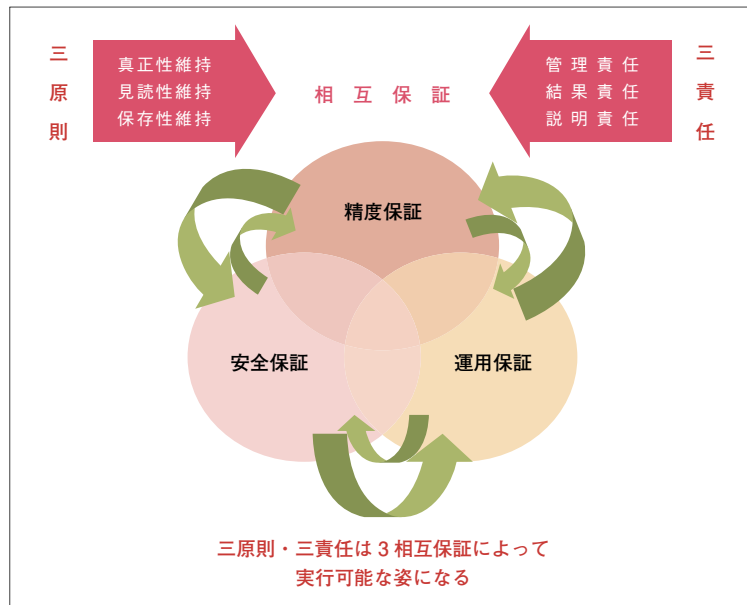 三原則
真正性維持
見読性維持
保存性維持
相互保証
管理責任
結果責任
説明責任
三責任
精度保証
安全保証
運用保証
三原則・三責任は3相互保証によって
実行可能な姿になる